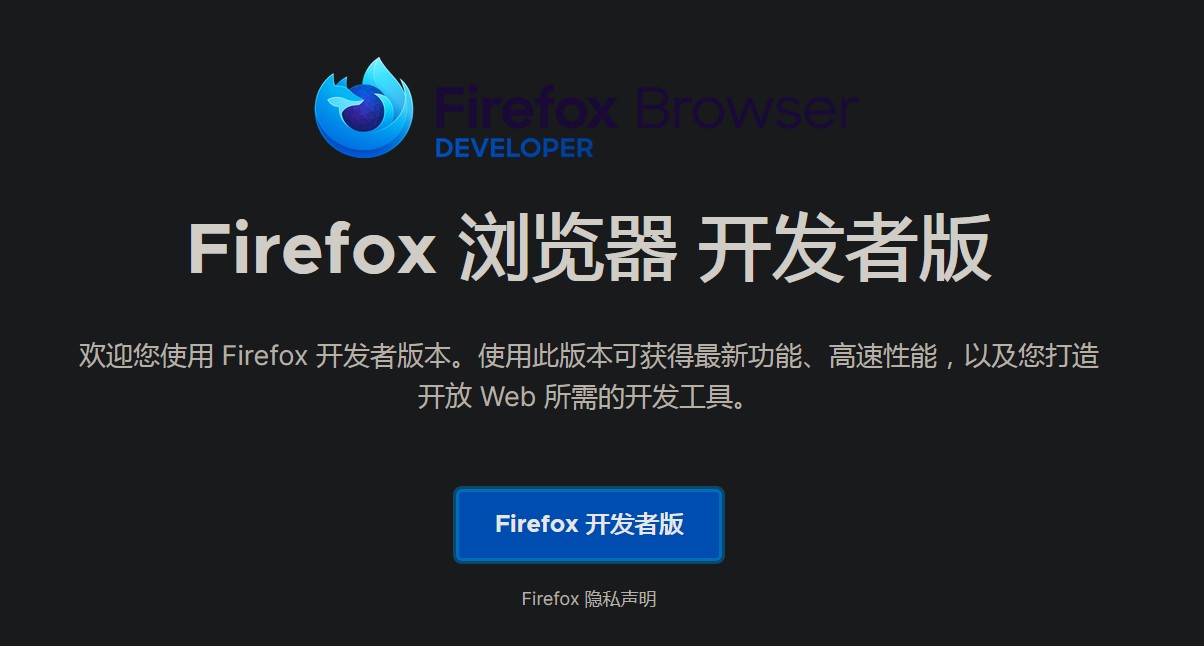 Firefox Browser
DEVELOPER
Firefox 浏览器 开发者版
欢迎您使用 Firefox 开发者版本。使用此版本可获得最新功能、高速性能，以及您打造
开放 Web 所需的开发工具。
Firefox 开发者版
Firefox 隐私声明